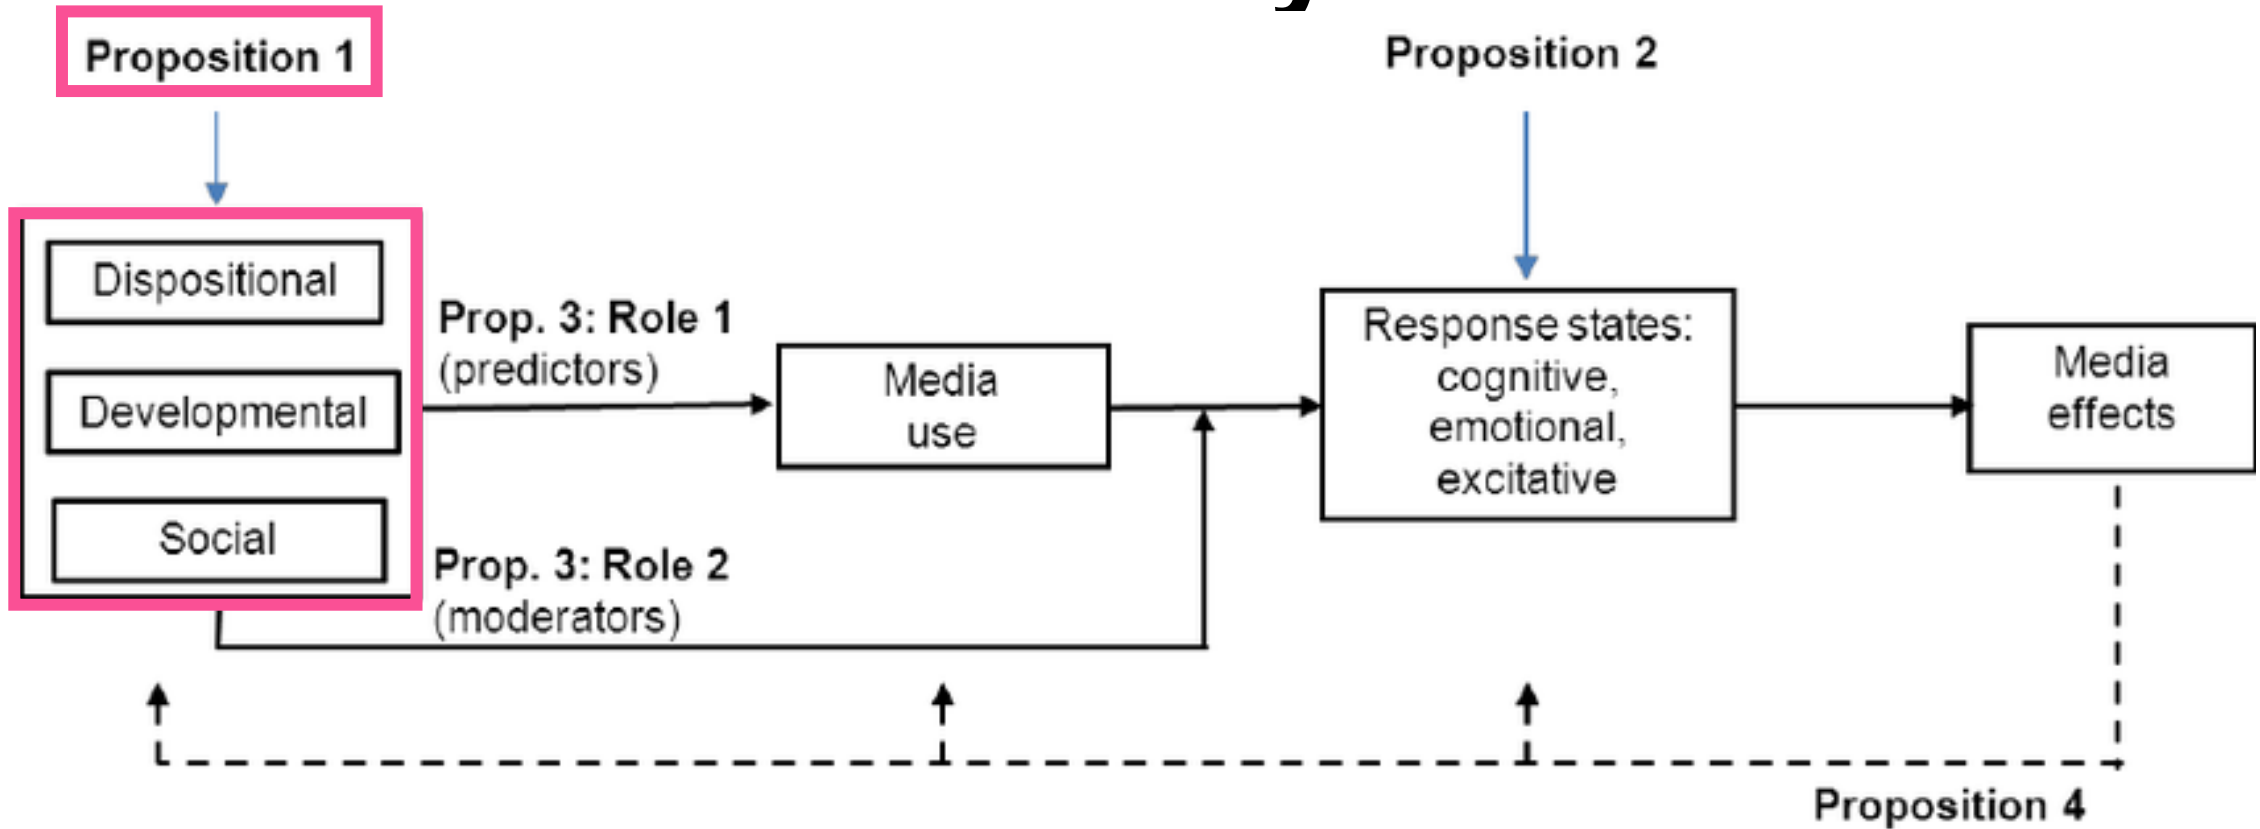 Proposition 1
Proposition 2
Dispositional
Developmental
Social
Prop. 3: Role 1
(predictors)
Prop. 3: Role 2
(moderators)
Media
use
Response states:
cognitive,
emotional,
excitative
Media
effects
Proposition 4